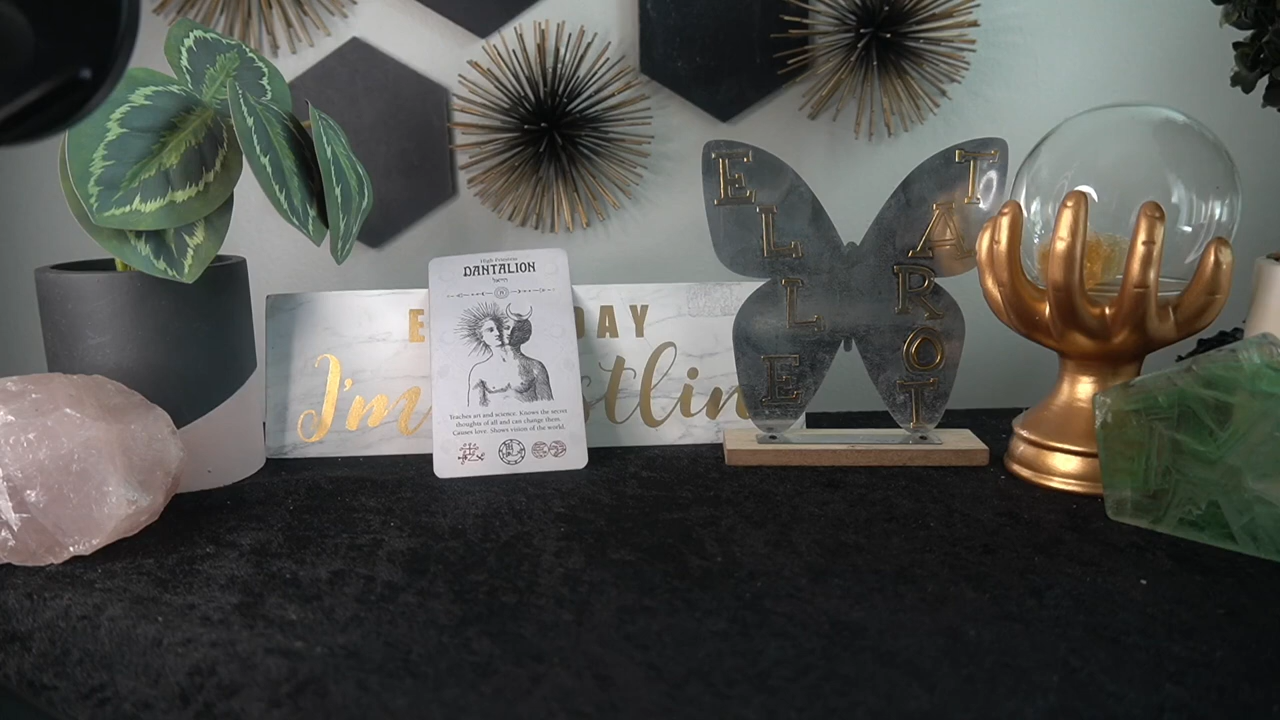 High Priestess
DANTALION
Teaches art and science. Knows the secret
thoughts of all and can change them.
Causes love. Shows vision of the world.
E DAY
I'm stlin
ELLE
TAROT